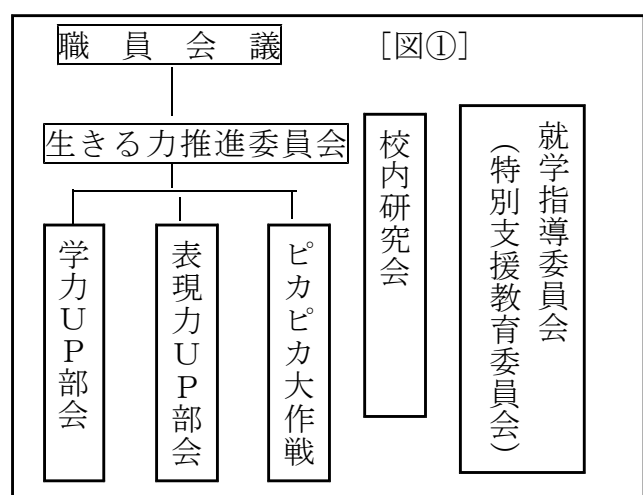 職員会議
［図①］
生きる力推進委員会
学力ＵＰ部会
表現力ＵＰ部会
ピカピカ大作戦
校内研究会
就学指導委員会
（特別支援教育委員会）